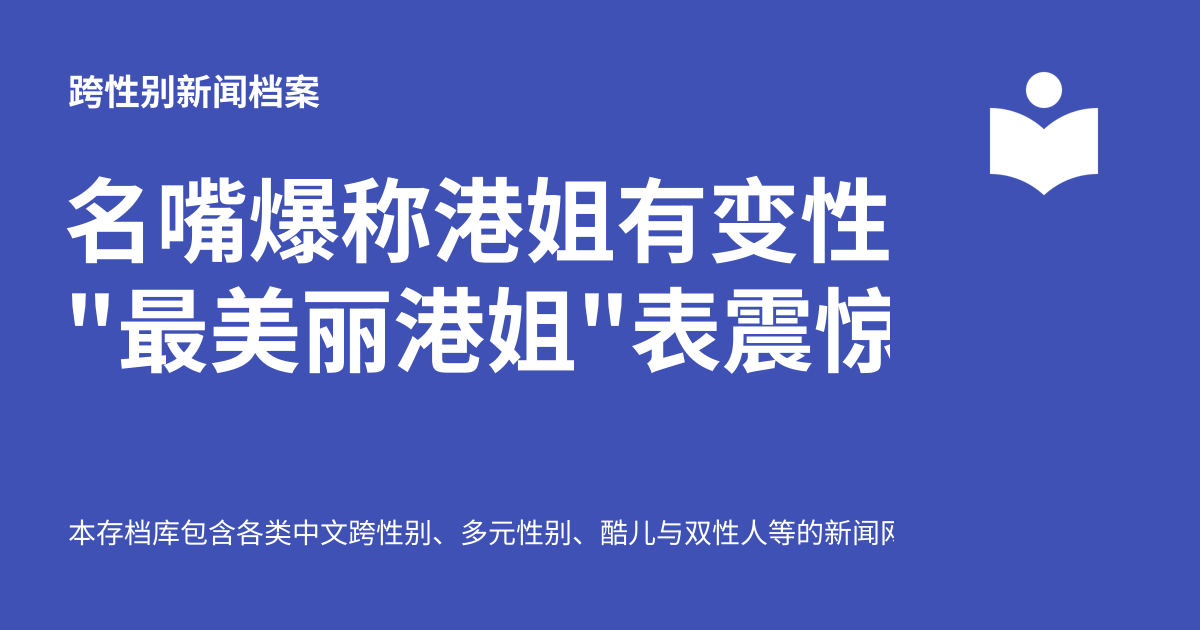 跨性别新闻档案
名嘴爆称港姐有变性
"最美丽港姐"表震惊
本存档库包含各类中文跨性别、多元性别、酷儿与双性人等的新闻网